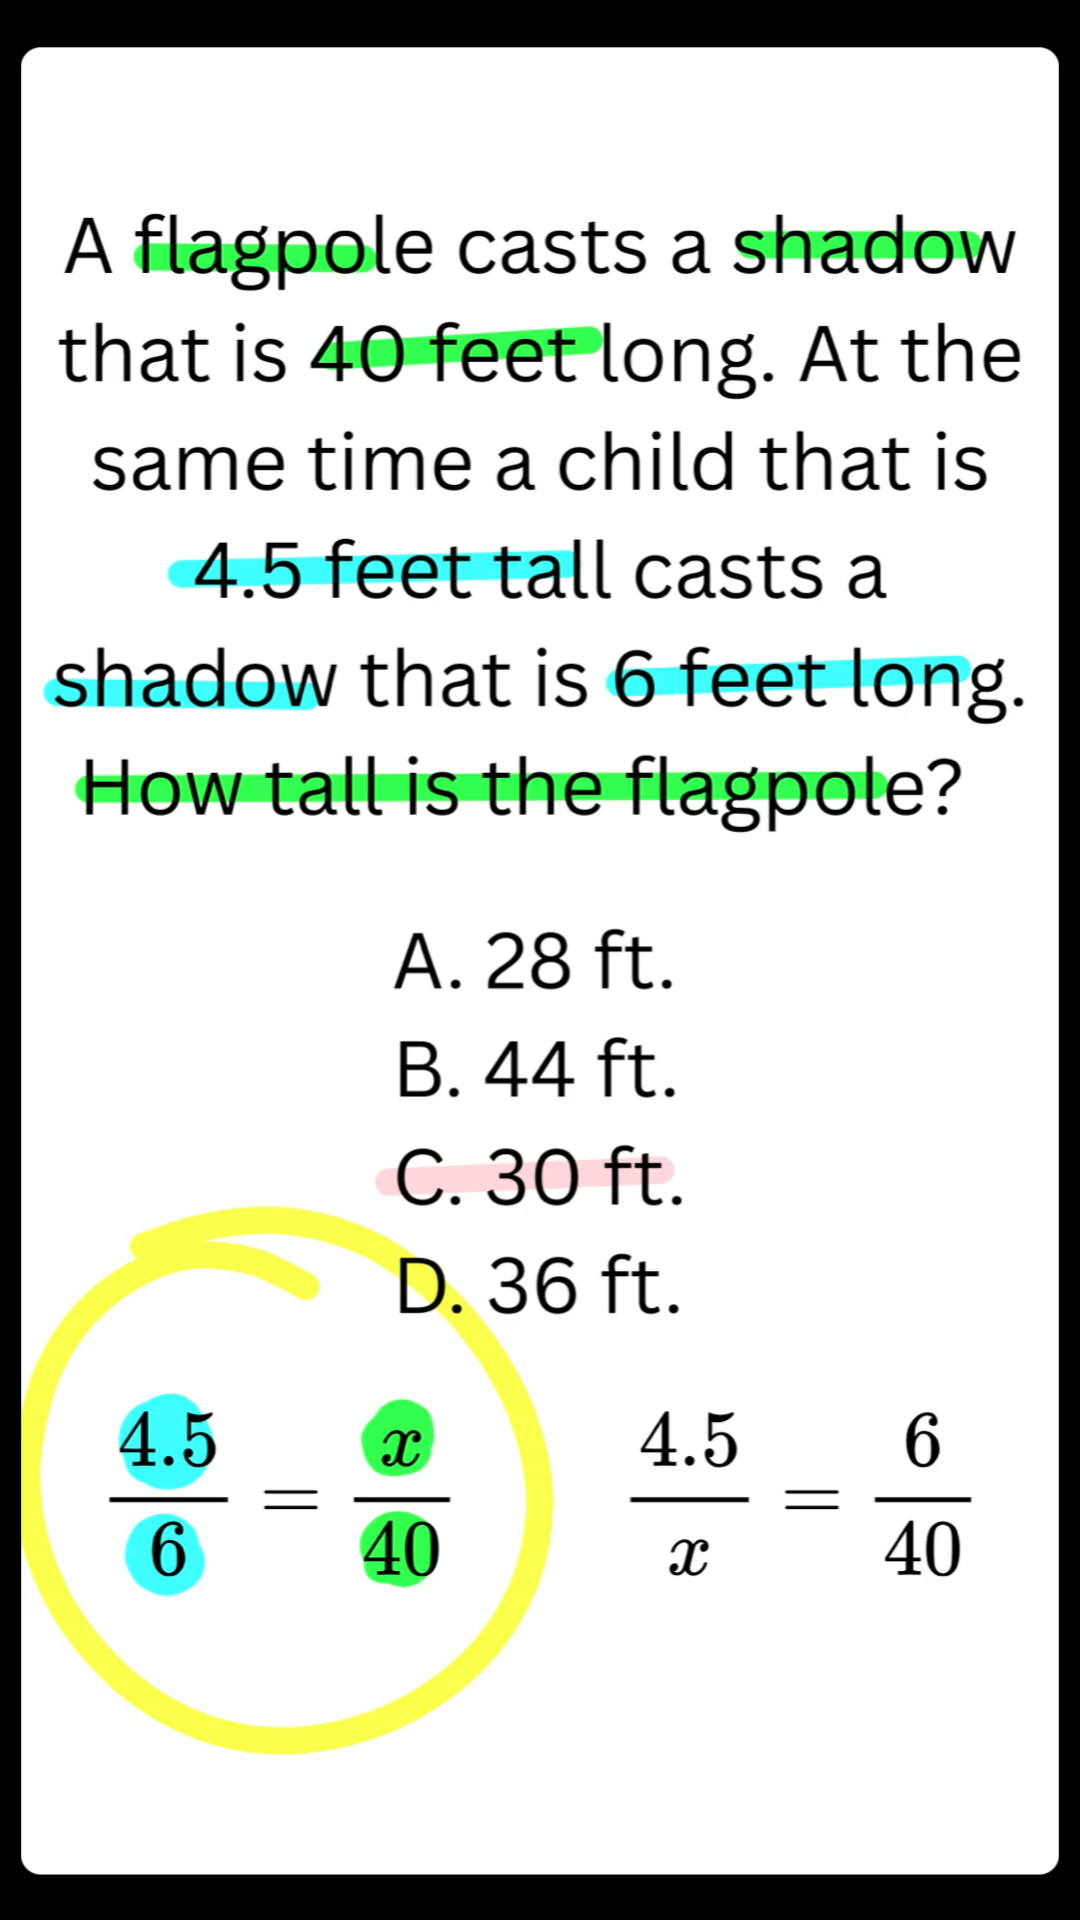 A flagpole casts a shadow
that is 40 feet long. At the
same time a child that is
4.5 feet tall casts a
shadow that is 6 feet long.
How tall is the flagpole?
A. 28 ft.
B. 44 ft.
C. 30 ft.
D. 36 ft.
4.5/6 = x/40
4.5/x = 6/40